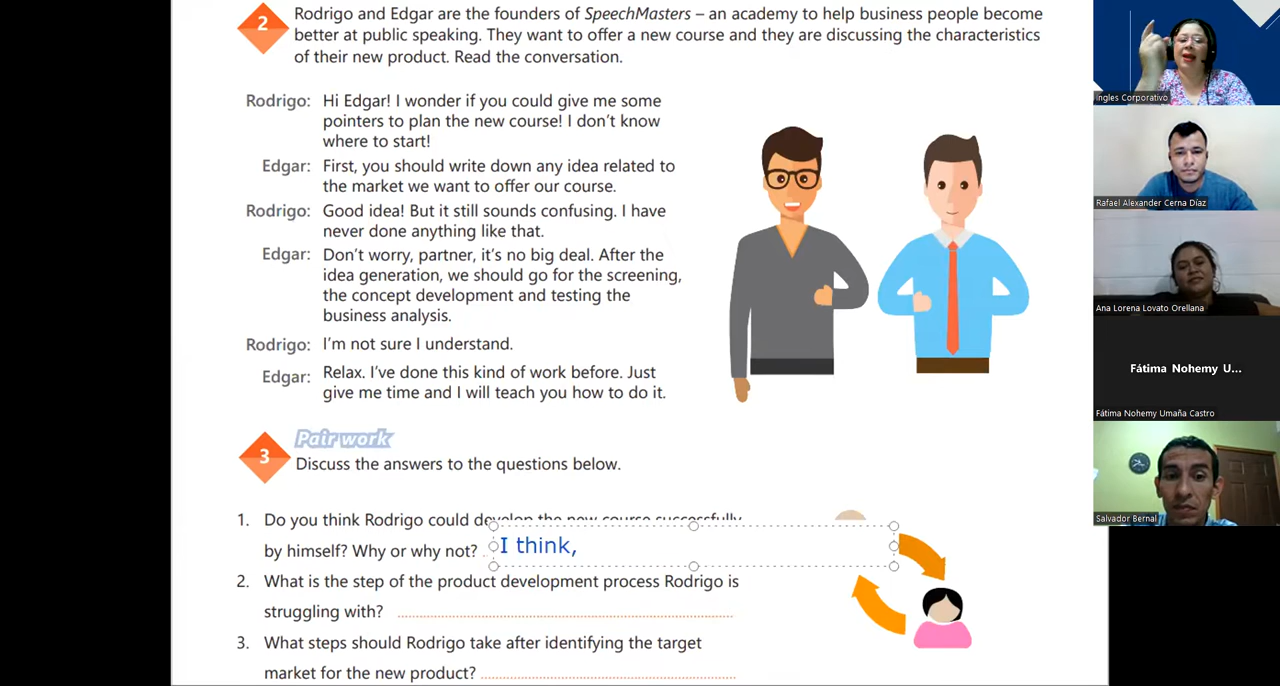 2
Rodrigo and Edgar are the founders of SpeechMasters – an academy to help business people become
better at public speaking. They want to offer a new course and they are discussing the characteristics
of their new product. Read the conversation.
Rodrigo: Hi Edgar! I wonder if you could give me some
pointers to plan the new course! I don't know
where to start!
Edgar: First, you should write down any idea related to
the market we want to offer our course.
Rodrigo: Good idea! But it still sounds confusing. I have
never done anything like that.
Edgar: Don't worry, partner, it's no big deal. After the
idea generation, we should go for the screening,
the concept development and testing the
business analysis.
Rodrigo: I'm not sure I understand.
Edgar: Relax. I've done this kind of work before. Just
give me time and I will teach you how to do it.
3
Pair work
Discuss the answers to the questions below.
1. Do you think Rodrigo could develop the new course successfully
by himself? Why or why not?
I think,
2. What is the step of the product development process Rodrigo is
struggling with?
3. What steps should Rodrigo take after identifying the target
market for the new product?
Ingles Corporativo
Rafael Alexander Cerna Díaz
Ana Lorena Lovato Orellana
Fátima Nohemy U...
Fátima Nohemy Umaña Castro
Salvador Bernal